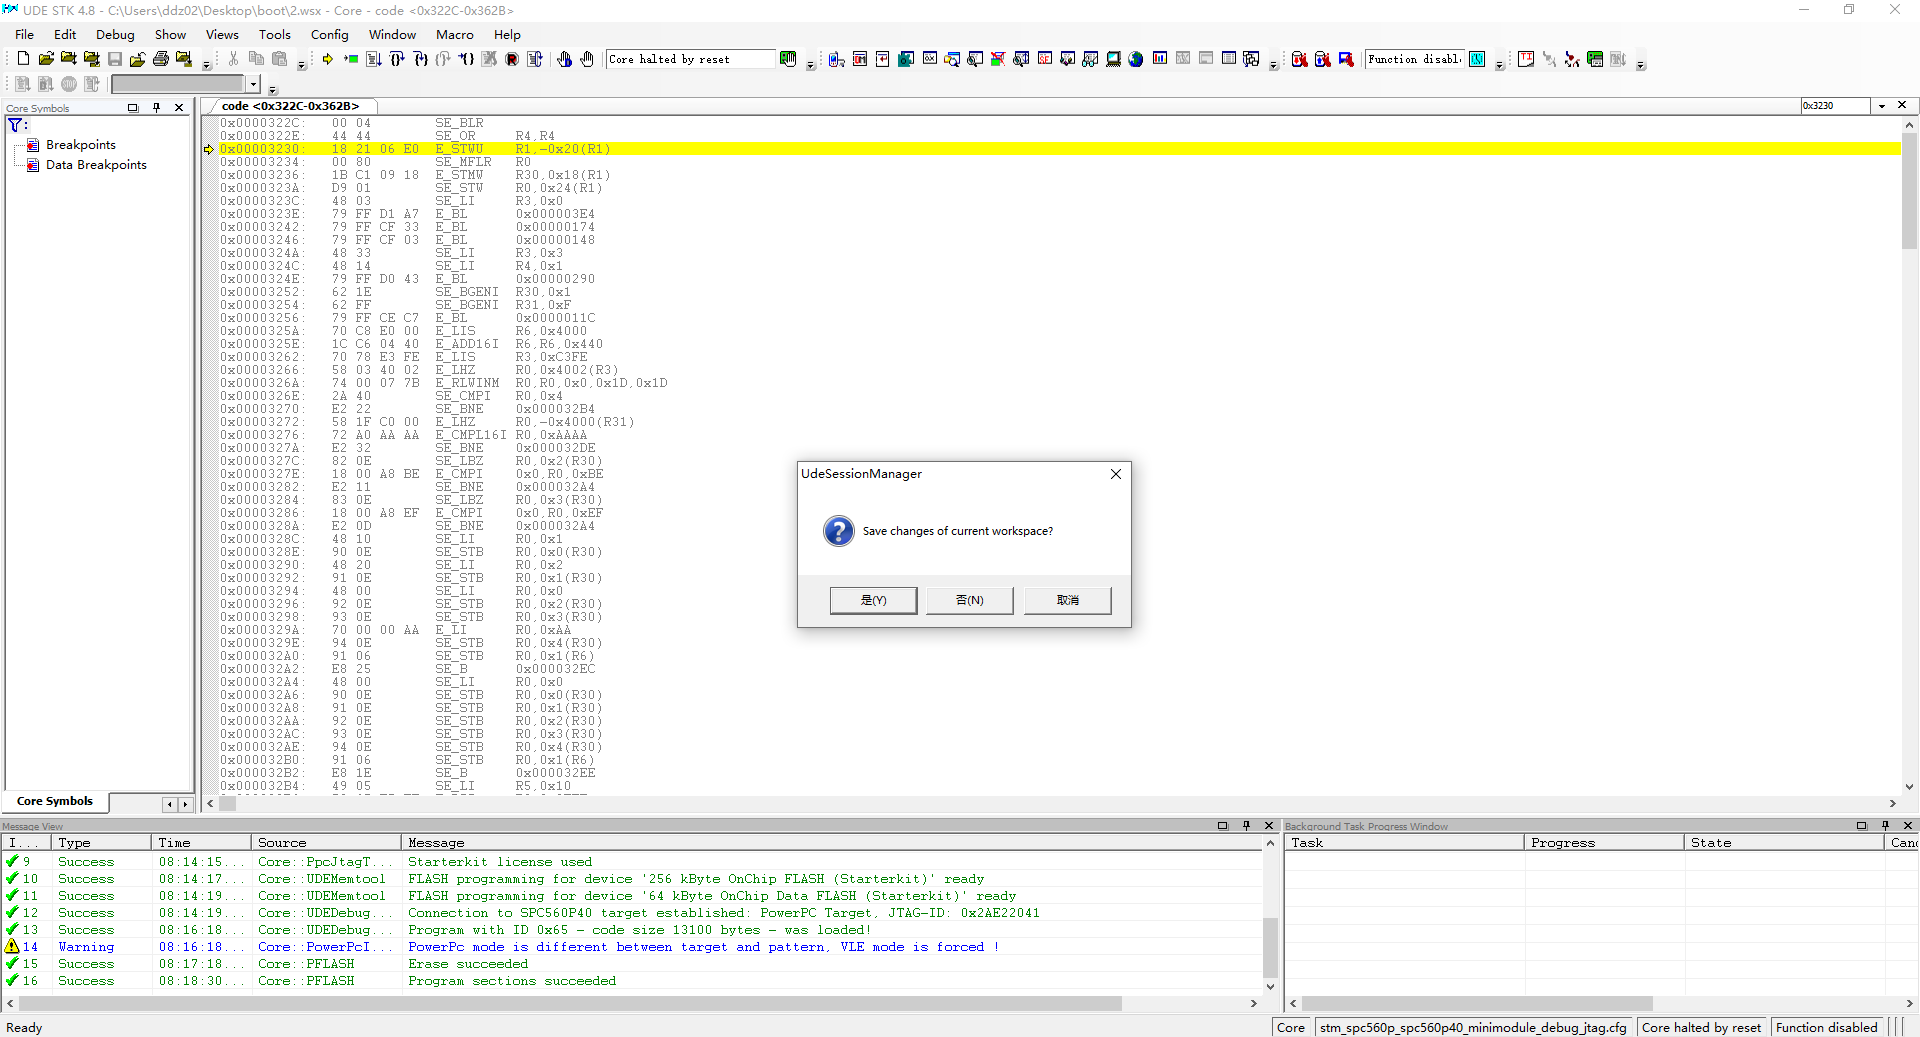 UDE STK 4.8 - C:\Users\ddz02\Desktop\boot\2.wsx - Core - code <0x322C-0x362B>
File Edit Debug Show Views Tools Config Window Macro Help
Core halted by reset
Function disabl
Core Symbols
code <0x322C-0x362B>
0x3230
Breakpoints
Data Breakpoints
0x0000322C: 00 04 SE_BLR
0x0000322E: 44 44 SE_OR R4,R4
0x00003230: 18 21 06 E0 E_STWU R1,-0x20(R1)
0x00003234: 00 80 SE_MFLR R0
0x00003236: 1B C1 09 18 E_STMW R30,0x18(R1)
0x0000323A: D9 01 SE_STW R0,0x24(R1)
0x0000323C: 48 03 SE_LI R3,0x0
0x0000323E: 79 FF D1 A7 E_BL 0x000003E4
0x00003242: 79 FF CF 33 E_BL 0x00000174
0x00003246: 79 FF CF 03 E_BL 0x00000148
0x0000324A: 48 33 SE_LI R3,0x3
0x0000324C: 48 14 SE_LI R4,0x1
0x0000324E: 79 FF D0 43 E_BL 0x00000290
0x00003252: 62 1E SE_BGENI R30,0x1
0x00003254: 62 FF SE_BGENI R31,0xF
0x00003256: 79 FF CE C7 E_BL 0x0000011C
0x0000325A: 70 C8 E0 00 E_LIS R6,0x4000
0x0000325E: 1C C6 04 40 E_ADD16I R6,R6,0x440
0x00003262: 70 78 E3 FE E_LIS R3,0xC3FE
0x00003266: 58 03 40 02 E_LHZ R0,0x4002(R3)
0x0000326A: 74 00 07 7B E_RLWINM R0,R0,0x0,0x1D,0x1D
0x0000326E: 2A 40 SE_CMPI R0,0x4
0x00003270: E2 22 SE_BNE 0x000032B4
0x00003272: 58 1F C0 00 E_LHZ R0,-0x4000(R31)
0x00003276: 72 A0 AA AA E_CMPL16I R0,0xAAAA
0x0000327A: E2 32 SE_BNE 0x000032DE
0x0000327C: 82 0E SE_LBZ R0,0x2(R30)
0x0000327E: 18 00 A8 BE E_CMPI 0x0,R0,0xBE
0x00003282: E2 11 SE_BNE 0x000032A4
0x00003284: 83 0E SE_LBZ R0,0x3(R30)
0x00003286: 18 00 A8 EF E_CMPI 0x0,R0,0xEF
0x0000328A: E2 0D SE_BNE 0x000032A4
0x0000328C: 48 10 SE_LI R0,0x1
0x0000328E: 90 0E SE_STB R0,0x0(R30)
0x00003290: 48 20 SE_LI R0,0x2
0x00003292: 91 0E SE_STB R0,0x1(R30)
0x00003294: 48 00 SE_LI R0,0x0
0x00003296: 92 0E SE_STB R0,0x2(R30)
0x00003298: 93 0E SE_STB R0,0x3(R30)
0x0000329A: 70 00 00 AA E_LI R0,0xAA
0x0000329E: 94 0E SE_STB R0,0x4(R30)
0x000032A0: 91 06 SE_STB R0,0x1(R6)
0x000032A2: E8 25 SE_B 0x000032EC
0x000032A4: 48 00 SE_LI R0,0x0
0x000032A6: 90 0E SE_STB R0,0x0(R30)
0x000032A8: 91 0E SE_STB R0,0x1(R30)
0x000032AA: 92 0E SE_STB R0,0x2(R30)
0x000032AC: 93 0E SE_STB R0,0x3(R30)
0x000032AE: 94 0E SE_STB R0,0x4(R30)
0x000032B0: 91 06 SE_STB R0,0x1(R6)
0x000032B2: E8 1E SE_B 0x000032EE
0x000032B4: 49 05 SE_LI R5,0x10
UdeSessionManager
Save changes of current workspace?
是(Y) 否(N) 取消
Core Symbols
Message View
I... Type Time Source Message
9 Success 08:14:15... Core::PpcJtagT... Starterkit license used
10 Success 08:14:17... Core::UDEMemtool FLASH programming for device '256 kByte OnChip FLASH (Starterkit)' ready
11 Success 08:14:19... Core::UDEMemtool FLASH programming for device '64 kByte OnChip Data FLASH (Starterkit)' ready
12 Success 08:14:19... Core::UDEDebug... Connection to SPC560P40 target established: PowerPC Target, JTAG-ID: 0x2AE22041
13 Success 08:16:18... Core::UDEDebug... Program with ID 0x65 - code size 13100 bytes - was loaded!
14 Warning 08:16:18... Core::PowerPcI... PowerPc mode is different between target and pattern, VLE mode is forced !
15 Success 08:17:18... Core::PFLASH Erase succeeded
16 Success 08:18:30... Core::PFLASH Program sections succeeded
Background Task Progress Window
Task Progress State Canc
Ready
Core stm_spc560p_spc560p40_minimodule_debug_jtag.cfg Core halted by reset Function disabled